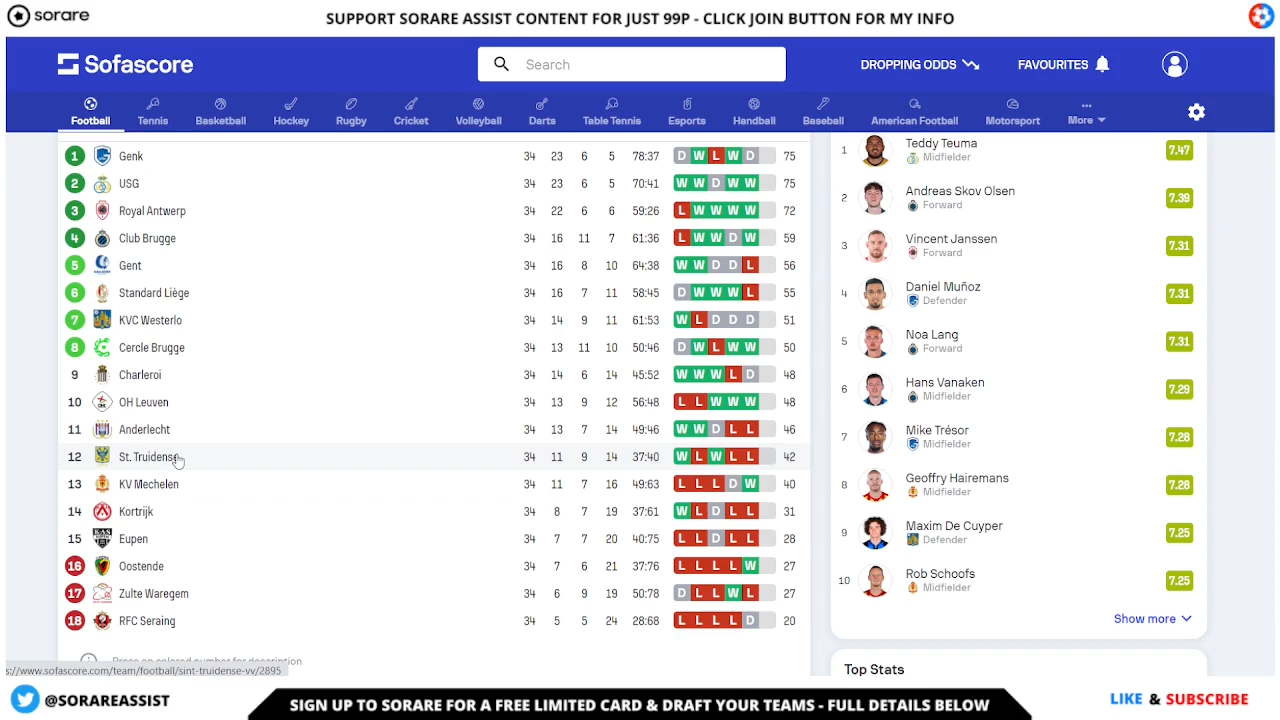 sorare
SUPPORT SORARE ASSIST CONTENT FOR JUST 99P - CLICK JOIN BUTTON FOR MY INFO
Sofascore
Search
DROPPING ODDS
FAVOURITES
Football Tennis Basketball Hockey Rugby Cricket Volleyball Darts Table Tennis Esports Handball Baseball American Football Motorsport More
1 Genk 34 23 6 5 78:37 D W L W D 75
2 USG 34 23 6 5 70:41 W W D W W 75
3 Royal Antwerp 34 22 6 6 59:26 L W W W W 72
4 Club Brugge 34 16 11 7 61:36 L W W D W 59
5 Gent 34 16 8 10 64:38 W W D D L 56
6 Standard Liège 34 16 7 11 58:45 D W W W L 55
7 KVC Westerlo 34 14 9 11 61:53 W L D D D 51
8 Cercle Brugge 34 13 11 10 50:46 D W L W W 50
9 Charleroi 34 14 6 14 45:52 W W W L D 48
10 OH Leuven 34 13 9 12 56:48 L L W W W 48
11 Anderlecht 34 13 7 14 49:46 W W D L L 46
12 St. Truidense 34 11 9 14 37:40 W L W L L 42
13 KV Mechelen 34 11 7 16 49:63 L L L D W 40
14 Kortrijk 34 8 7 19 37:61 W L D L L 31
15 Eupen 34 7 7 20 40:75 L L D L L 28
16 Oostende 34 7 6 21 37:76 L L L L W 27
17 Zulte Waregem 34 6 9 19 50:78 D L L W L 27
18 RFC Seraing 34 5 5 24 28:68 L L L L D 20
Press on colored number for description
s://www.sofascore.com/team/football/sint-truidense-vv/2895
1 Teddy Teuma 7.47
Midfielder
2 Andreas Skov Olsen 7.39
Forward
3 Vincent Janssen 7.31
Forward
4 Daniel Muñoz 7.31
Defender
5 Noa Lang 7.31
Forward
6 Hans Vanaken 7.29
Midfielder
7 Mike Trésor 7.28
Midfielder
8 Geoffry Hairemans 7.26
Midfielder
9 Maxim De Cuyper 7.25
Defender
10 Rob Schoofs 7.25
Midfielder
Show more
Top Stats
@SORAREASSIST
SIGN UP TO SORARE FOR A FREE LIMITED CARD & DRAFT YOUR TEAMS - FULL DETAILS BELOW
LIKE & SUBSCRIBE